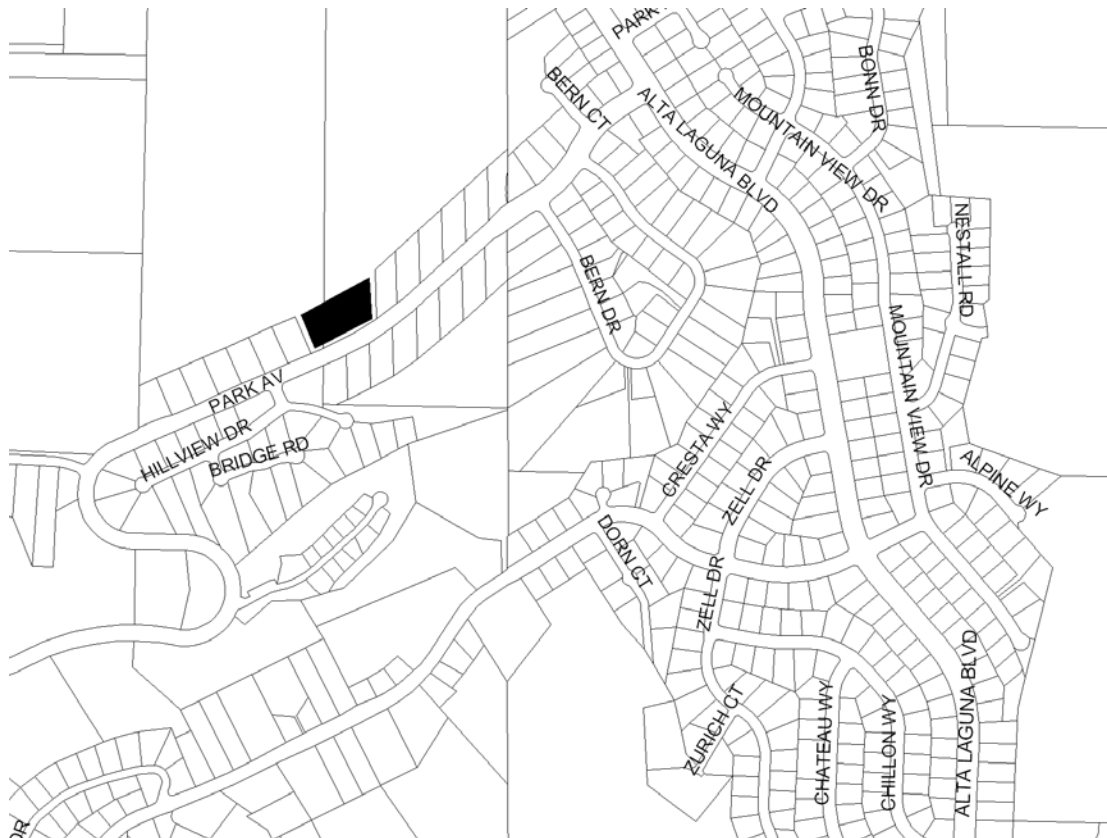 PARK A
BERN CT
ALTA LAGUNA BLVD
MOUNTAIN VIEW DR
BONN DR
NESTALL RD
BERN DR
MOUNTAIN VIEW DR
PARK AV
HILLVIEW DR
BRIDGE RD
CRESTA WY
ZELL DR
ALPINE WY
DORN CT
ZELL DR
ZURICH CT
CHATEAU WY
CHILLON WY
ALTA LAGUNA BLVD
DR